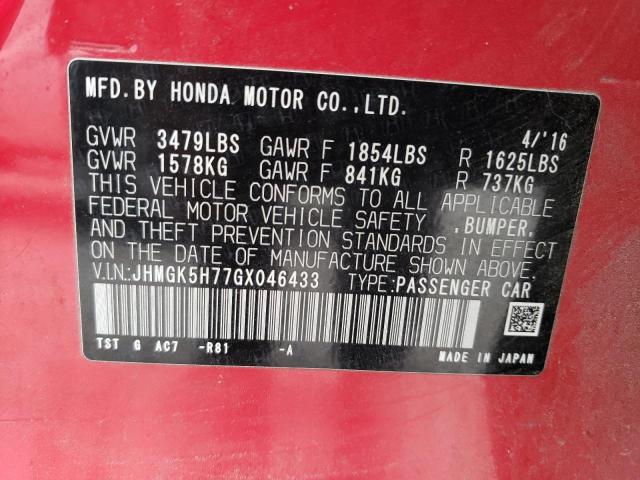 MFD.BY HONDA MOTOR CO.,LTD.
4/'16
GVWR 3479LBS GAWR F 1854LBS R 1625LBS
GVWR 1578KG GAWR F 841KG R 737KG
THIS VEHICLE CONFORMS TO ALL APPLICABLE
FEDERAL MOTOR VEHICLE SAFETY ,BUMPER,
AND THEFT PREVENTION STANDARDS IN EFFECT
ON THE DATE OF MANUFACTURE SHOWN ABOVE.
V.IN:JHMGK5H77GX046433 TYPE:PASSENGER CAR
TST G AC7 -R81 -A MADE IN JAPAN